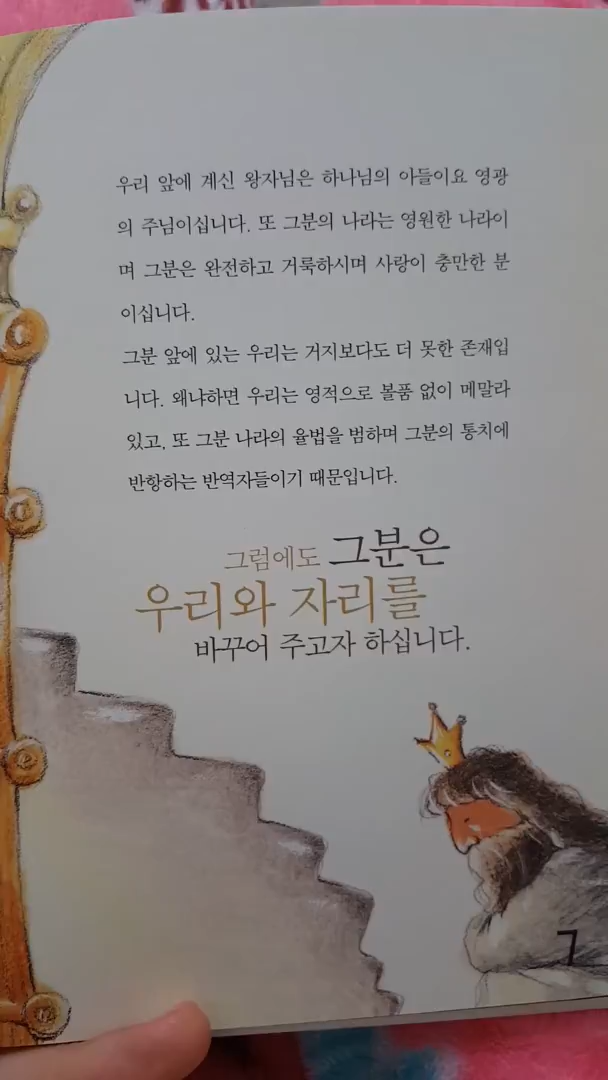 우리 앞에 계신 왕자님은 하나님의 아들이요 영광
의 주님이십니다. 또 그분의 나라는 영원한 나라이
며 그분은 완전하고 거룩하시며 사랑이 충만한 분
이십니다.
그분 앞에 있는 우리는 거지보다도 더 못한 존재입
니다. 왜냐하면 우리는 영적으로 볼품 없이 메말라
있고, 또 그분 나라의 율법을 범하며 그분의 통치에
반항하는 반역자들이기 때문입니다.
그럼에도 그분은
우리와 자리를
바꾸어 주고자 하십니다.